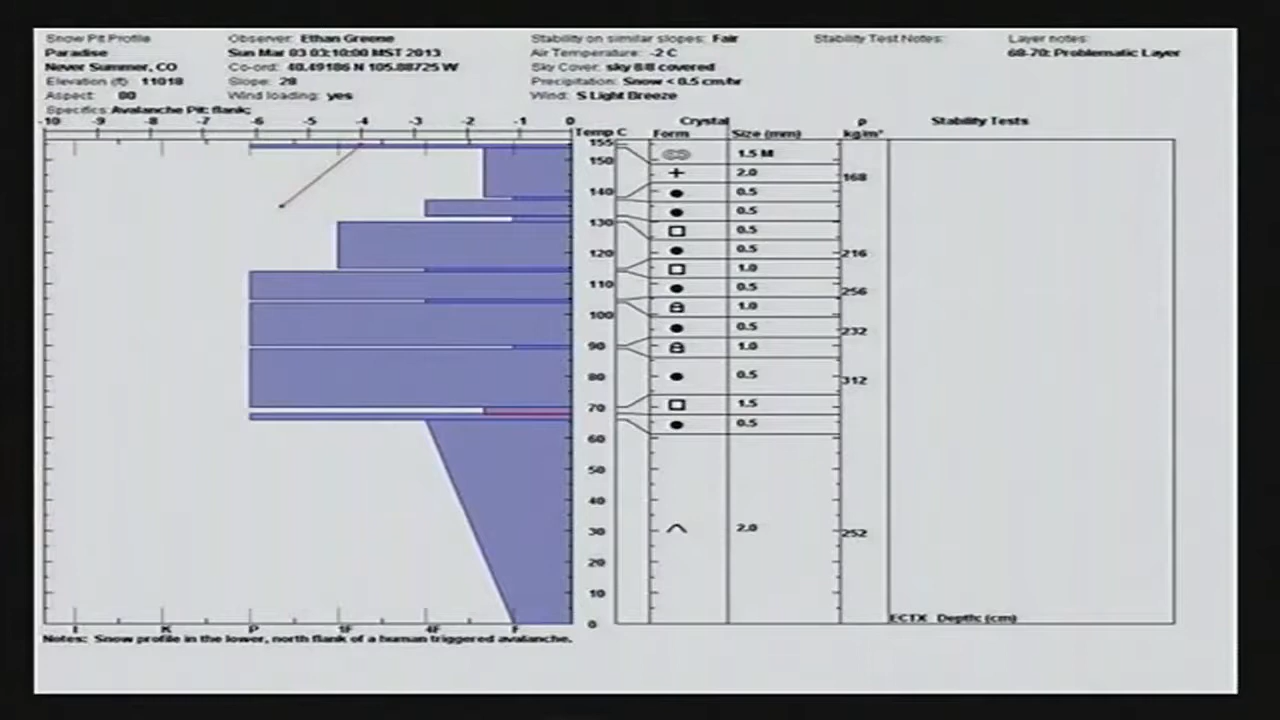 Snow Pit Profile
Paradise
Never Summer, CO
Elevation (ft) 11018
Aspect: 80
Specifics: Avalanche Pit: flank;
Observer: Ethan Greene
Sun Mar 03 03:10:00 MST 2013
Co-ord: 40.49186 N 105.88725 W
Slope: 28
Wind loading: yes
Stability on similar slopes: Fair
Air Temperature: -2 C
Sky Cover: sky 8/8 covered
Precipitation: Snow < 0.5 cm/hr
Wind: S Light Breeze
Stability Test Notes:
Layer notes:
68-70: Problematic Layer
-10 -9 -8 -7 -6 -5 -4 -3 -2 -1 0 Temp C
Crystal
Form Size (mm)
ρ
kg/m³
Stability Tests
155
150
140
130
120
110
100
90
80
70
60
50
40
30
20
10
0
1.5 M
2.0
0.5
0.5
0.5
0.5
1.0
0.5
1.0
0.5
1.0
0.5
1.5
0.5
2.0
168
216
256
232
312
252
ECTX Depth: (cm)
I K P 1F 4F F
Notes: Snow profile in the lower, north flank of a human triggered avalanche.